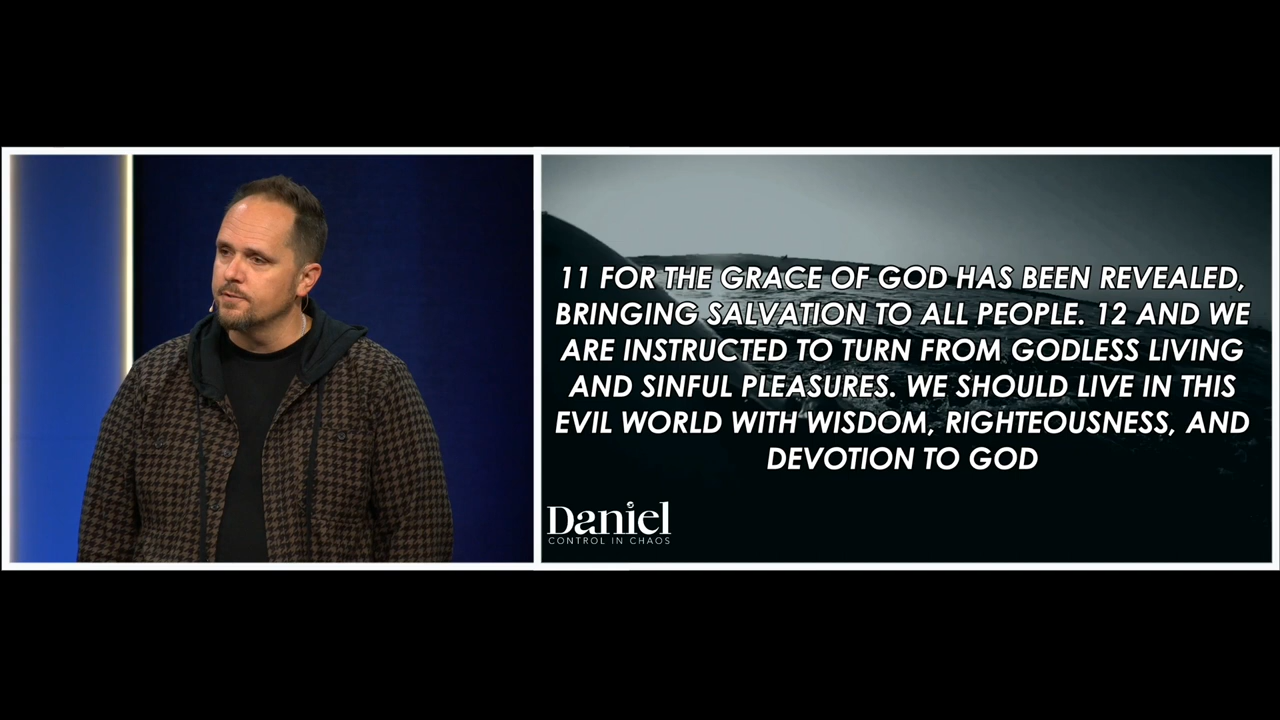 11 FOR THE GRACE OF GOD HAS BEEN REVEALED,
BRINGING SALVATION TO ALL PEOPLE. 12 AND WE
ARE INSTRUCTED TO TURN FROM GODLESS LIVING
AND SINFUL PLEASURES. WE SHOULD LIVE IN THIS
EVIL WORLD WITH WISDOM, RIGHTEOUSNESS, AND
DEVOTION TO GOD
Daniel
CONTROL IN CHAOS